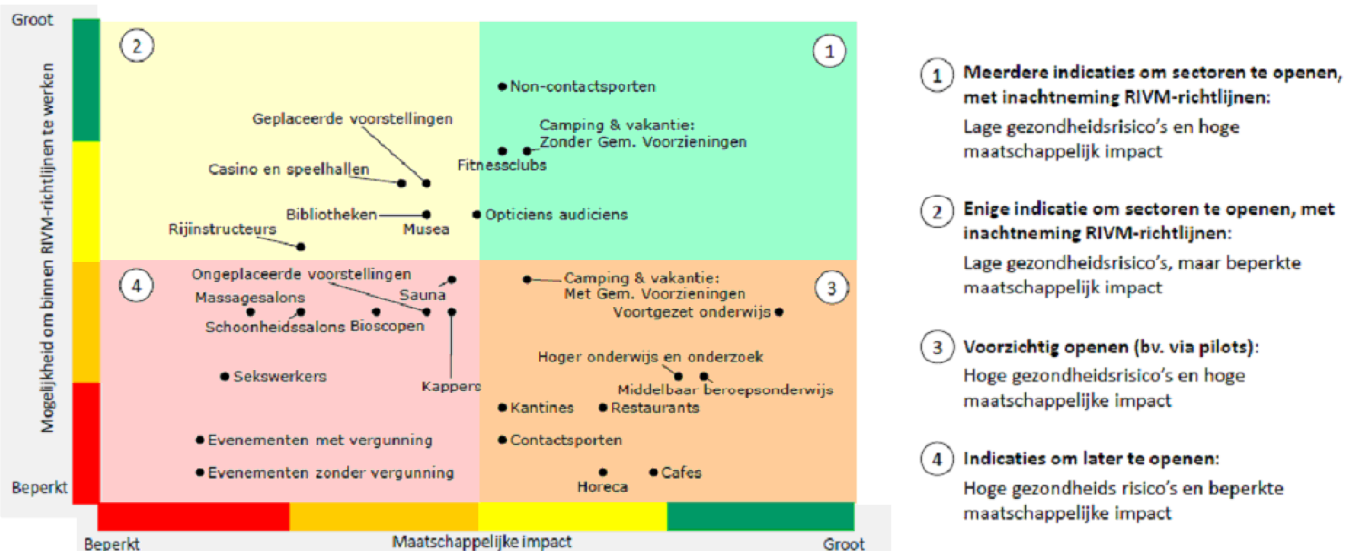 Groot
Mogelijkheid om binnen RIVM-richtlijnen te werken
Beperkt
2
1
Non-contactsporten
Geplaceerde voorstellingen
Camping & vakantie:
Zonder Gem. Voorzieningen
Fitnessclubs
Casino en speelhallen
Bibliotheken
Musea
Opticiens audiciens
Rijinstructeurs
4
3
Ongeplaceerde voorstellingen
Sauna
Camping & vakantie:
Met Gem. Voorzieningen
Massagesalons
Schoonheidssalons
Bioscopen
Voortgezet onderwijs
Kappers
Hoger onderwijs en onderzoek
Middelbaar beroepsonderwijs
Sekswerkers
Kantines
Restaurants
Evenementen met vergunning
Contactsporten
Evenementen zonder vergunning
Horeca
Cafes
Beperkt
Maatschappelijke impact
Groot
1 Meerdere indicaties om sectoren te openen,
met inachtneming RIVM-richtlijnen:
Lage gezondheidsrisico's en hoge
maatschappelijk impact
2 Enige indicatie om sectoren te openen, met
inachtneming RIVM-richtlijnen:
Lage gezondheidsrisico's, maar beperkte
maatschappelijke impact
3 Voorzichtig openen (bv. via pilots):
Hoge gezondheidsrisico's en hoge
maatschappelijke impact
4 Indicaties om later te openen:
Hoge gezondheids risico's en beperkte
maatschappelijke impact